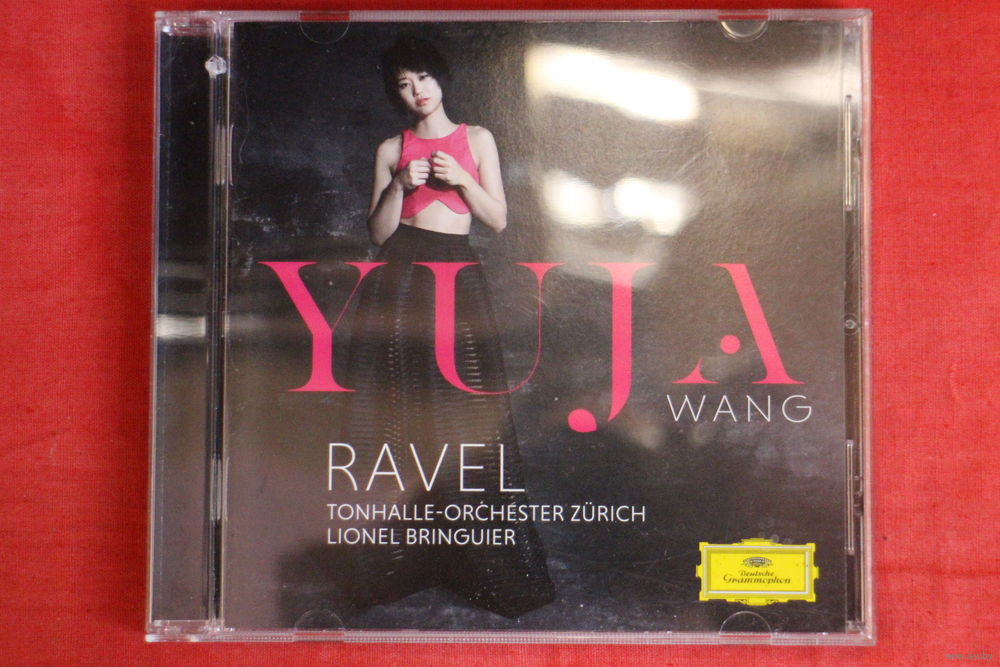 YUJA
WANG
RAVEL
TONHALLE-ORCHESTER ZÜRICH
LIONEL BRINGUIER
Deutsche
Grammophon